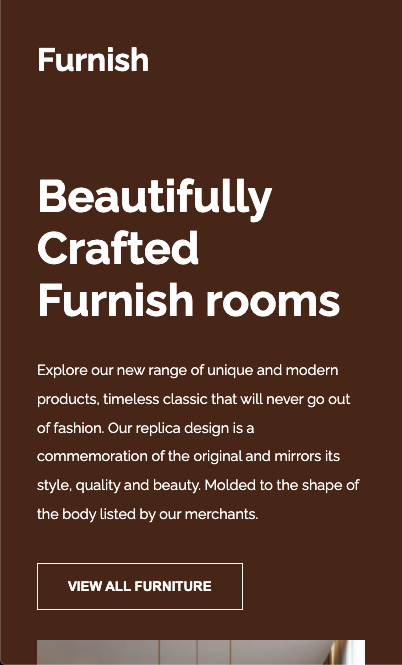 Furnish
Beautifully
Crafted
Furnish rooms
Explore our new range of unique and modern
products, timeless classic that will never go out
of fashion. Our replica design is a
commemoration of the original and mirrors its
style, quality and beauty. Molded to the shape of
the body listed by our merchants.
VIEW ALL FURNITURE